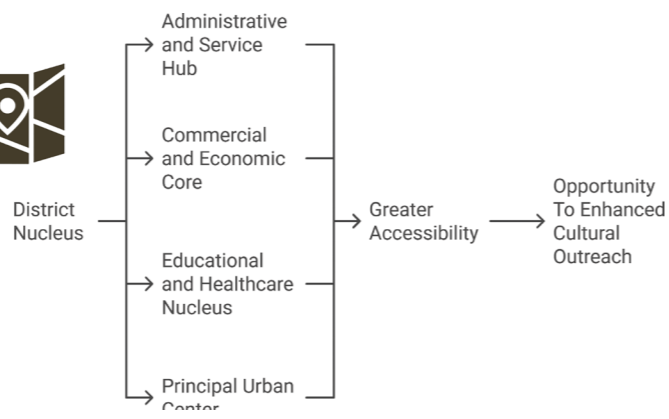 Administrative
and Service
Hub
Commercial
and Economic
Core
District
Nucleus
Greater
Accessibility
Opportunity
To Enhanced
Cultural
Outreach
Educational
and Healthcare
Nucleus
Principal Urban
Center